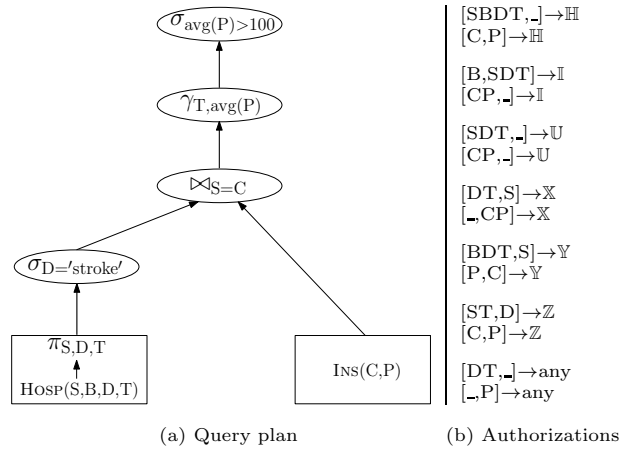 σavg(P)>100
γT,avg(P)
⋈S=C
σD='stroke'
πS,D,T
HOSP(S,B,D,T)
INS(C,P)
(a) Query plan
[SBDT,_]→ℍ
[C,P]→ℍ
[B,SDT]→𝕀
[CP,_]→𝕀
[SDT,_]→𝕌
[CP,_]→𝕌
[DT,S]→𝕏
[_,CP]→𝕏
[BDT,S]→𝕐
[P,C]→𝕐
[ST,D]→ℤ
[C,P]→ℤ
[DT,_]→any
[_,P]→any
(b) Authorizations